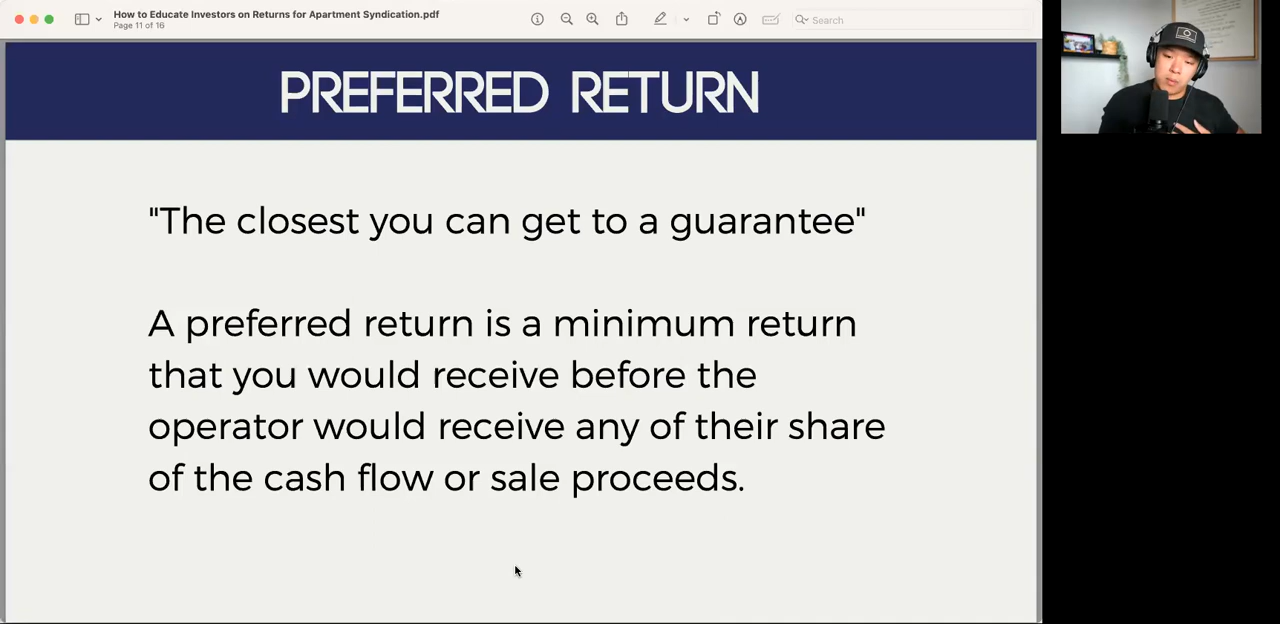 How to Educate Investors on Returns for Apartment Syndication.pdf
Page 11 of 16
Search
PREFERRED RETURN
"The closest you can get to a guarantee"
A preferred return is a minimum return
that you would receive before the
operator would receive any of their share
of the cash flow or sale proceeds.